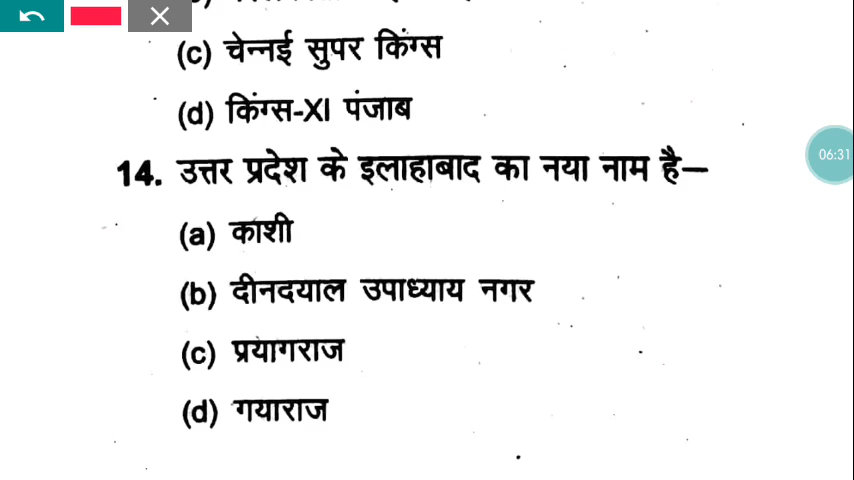 (c) चेन्नई सुपर किंग्स
(d) किंग्स-XI पंजाब
14. उत्तर प्रदेश के इलाहाबाद का नया नाम है—
06:31
(a) काशी
(b) दीनदयाल उपाध्याय नगर
(c) प्रयागराज
(d) गयाराज